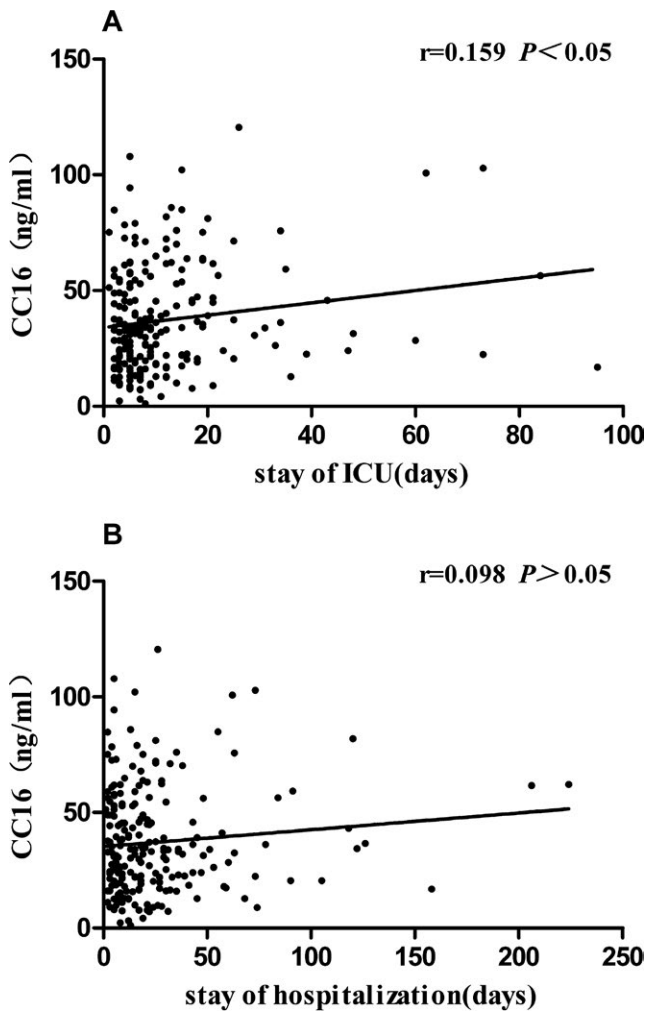 A
r=0.159 P＜0.05
150
100
50
0
CC16（ng/ml）
0 20 40 60 80 100
stay of ICU(days)
B
r=0.098 P＞0.05
150
100
50
0
CC16（ng/ml）
0 50 100 150 200 250
stay of hospitalization(days)